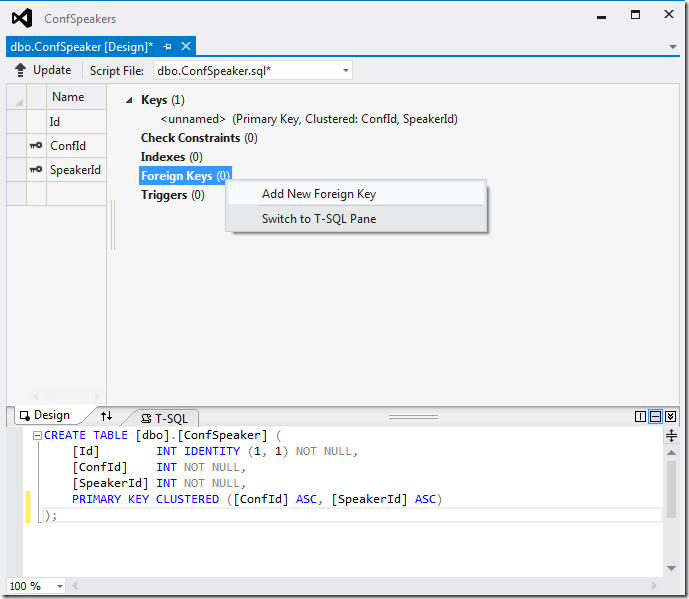 ConfSpeakers
dbo.ConfSpeaker [Design]*
Update Script File: dbo.ConfSpeaker.sql*
Name
Id
ConfId
SpeakerId
Keys (1)
<unnamed> (Primary Key, Clustered: ConfId, SpeakerId)
Check Constraints (0)
Indexes (0)
Foreign Keys (0)
Triggers (0)
Add New Foreign Key
Switch to T-SQL Pane
Design T-SQL
CREATE TABLE [dbo].[ConfSpeaker] (
[Id] INT IDENTITY (1, 1) NOT NULL,
[ConfId] INT NOT NULL,
[SpeakerId] INT NOT NULL,
PRIMARY KEY CLUSTERED ([ConfId] ASC, [SpeakerId] ASC)
);
100 %